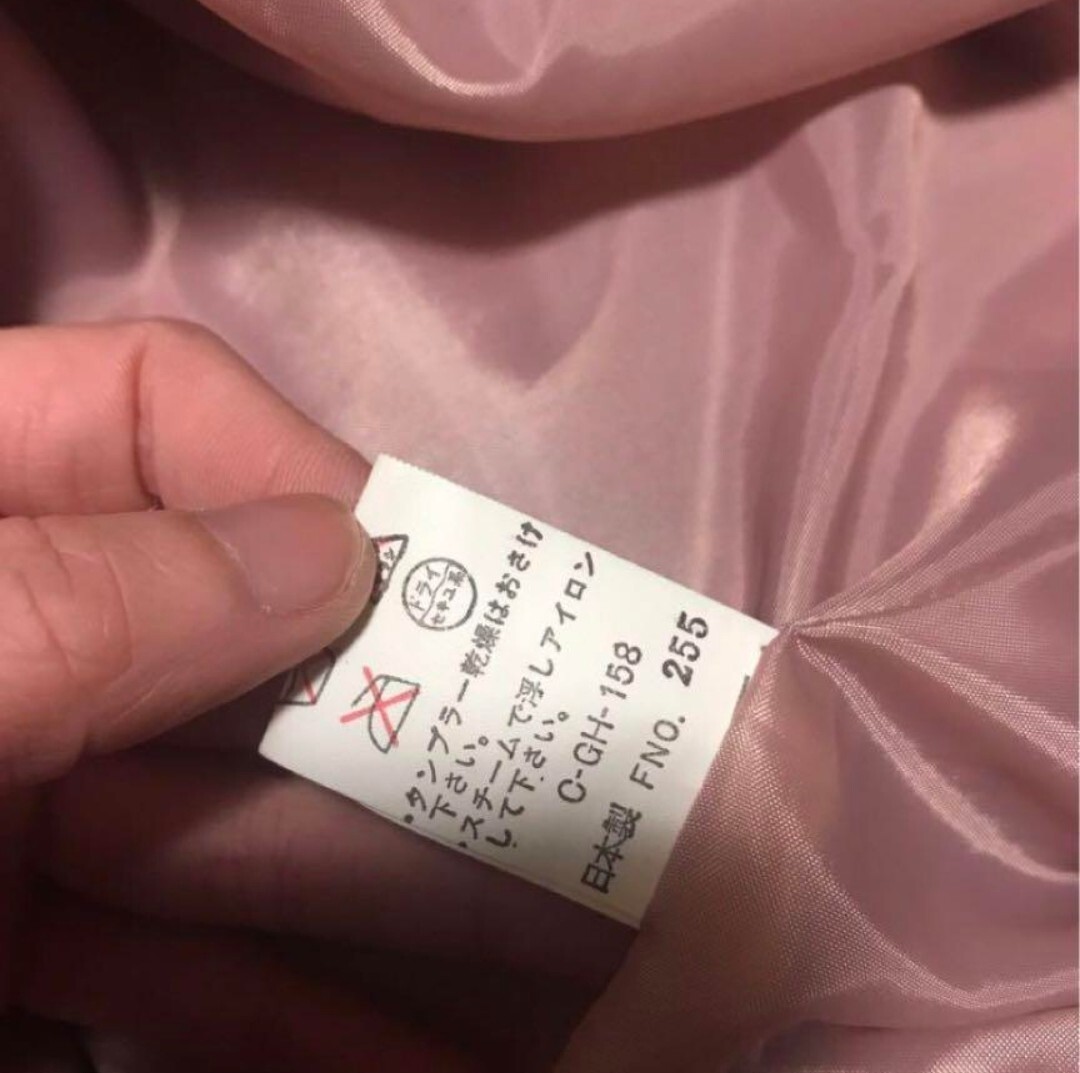 ドライ
セキユ系
・タンブラー乾燥はおさけ
下さい。
・スチームで浮しアイロン
して下さい。
C-GH-158
日本製 FNO. 255